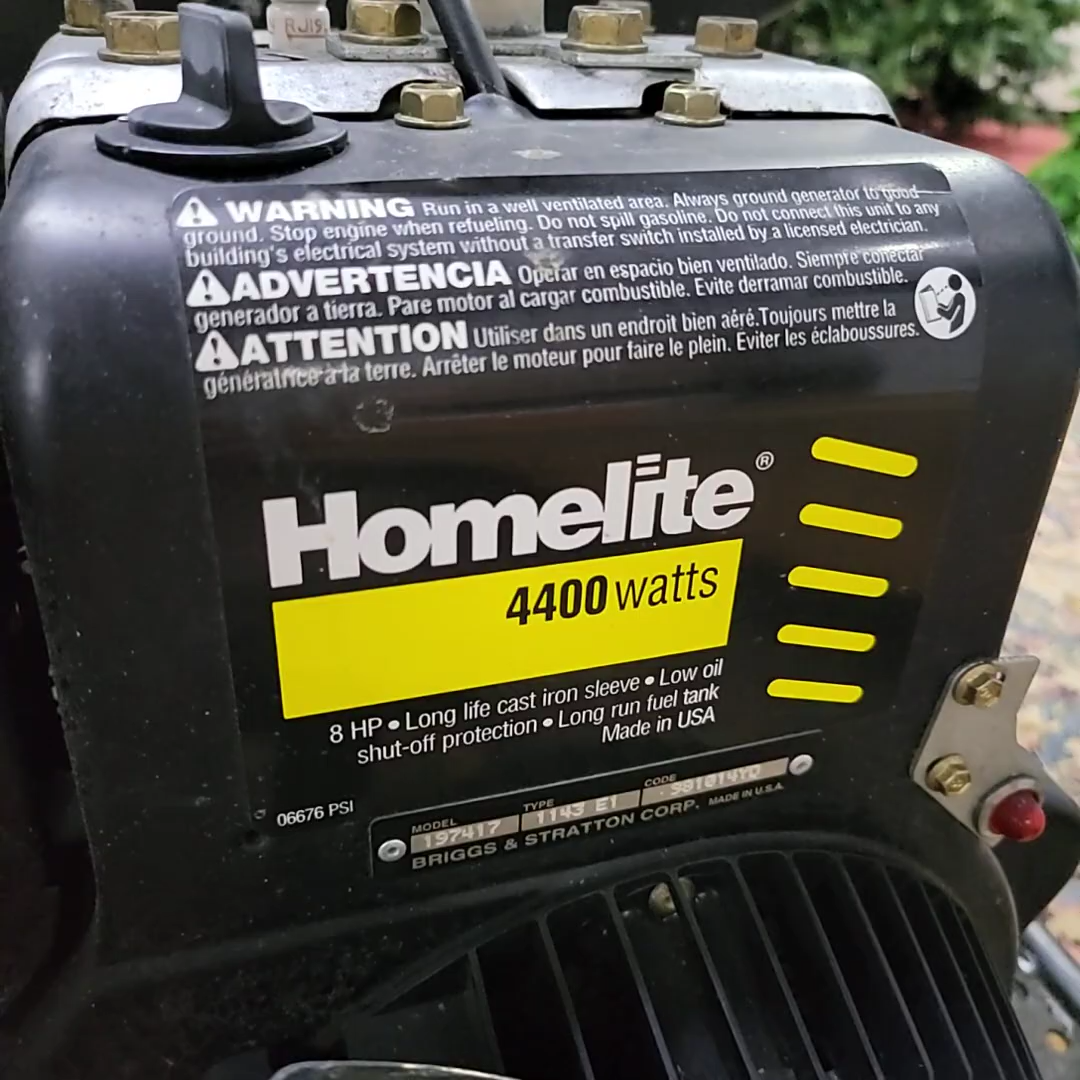 RJ19
WARNING Run in a well ventilated area. Always ground generator to good
ground. Stop engine when refueling. Do not spill gasoline. Do not connect this unit to any
building's electrical system without a transfer switch installed by a licensed electrician.
ADVERTENCIA Operar en espacio bien ventilado. Siempre conectar
generador a tierra. Pare motor al cargar combustible. Evite derramar combustible.
ATTENTION Utiliser dans un endroit bien aéré.Toujours mettre la
génératrice à la terre. Arrêter le moteur pour faire le plein. Eviter les éclaboussures.
Homelite®
4400 watts
8 HP • Long life cast iron sleeve • Low oil
shut-off protection • Long run fuel tank
Made in USA
06676 PSI
MODEL TYPE CODE
197417 1143 E1 981014YD
BRIGGS & STRATTON CORP. MADE IN U.S.A.